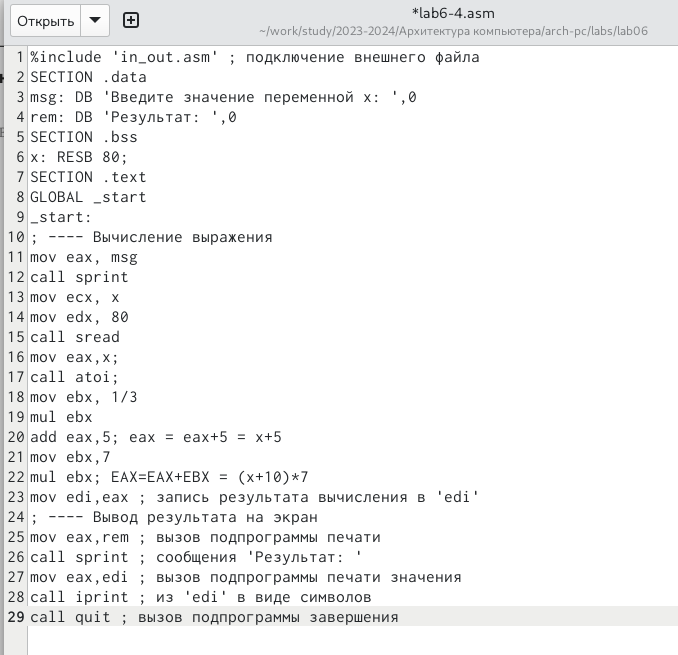 Открыть
*lab6-4.asm
~/work/study/2023-2024/Архитектура компьютера/arch-pc/labs/lab06
1 %include 'in_out.asm' ; подключение внешнего файла
2 SECTION .data
3 msg: DB 'Введите значение переменной x: ',0
4 rem: DB 'Результат: ',0
5 SECTION .bss
6 x: RESB 80;
7 SECTION .text
8 GLOBAL _start
9 _start:
10 ; ---- Вычисление выражения
11 mov eax, msg
12 call sprint
13 mov ecx, x
14 mov edx, 80
15 call sread
16 mov eax,x;
17 call atoi;
18 mov ebx, 1/3
19 mul ebx
20 add eax,5; eax = eax+5 = x+5
21 mov ebx,7
22 mul ebx; EAX=EAX+EBX = (x+10)*7
23 mov edi,eax ; запись результата вычисления в 'edi'
24 ; ---- Вывод результата на экран
25 mov eax,rem ; вызов подпрограммы печати
26 call sprint ; сообщения 'Результат: '
27 mov eax,edi ; вызов подпрограммы печати значения
28 call iprint ; из 'edi' в виде символов
29 call quit ; вызов подпрограммы завершения